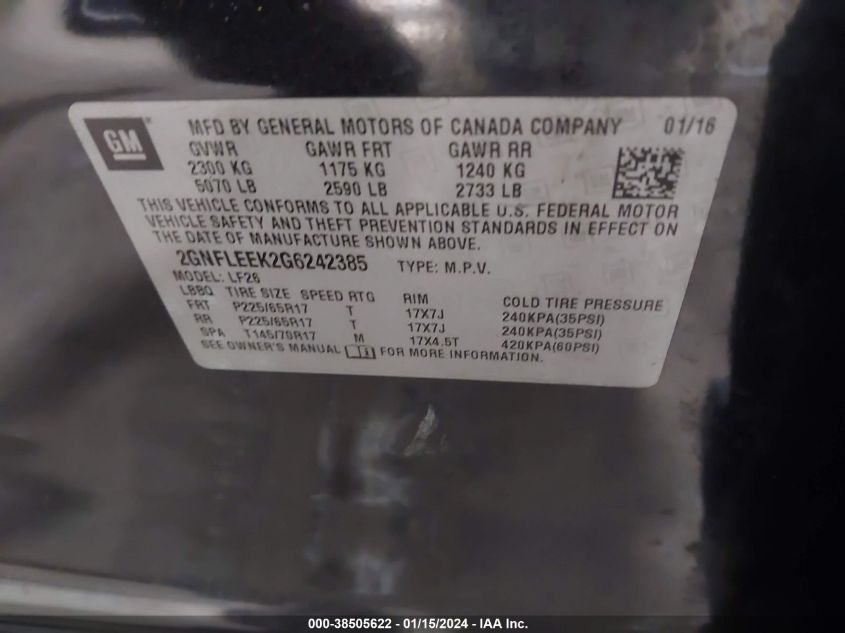 GM
MFD BY GENERAL MOTORS OF CANADA COMPANY 01/16
GVWR GAWR FRT GAWR RR
2300 KG 1175 KG 1240 KG
5070 LB 2590 LB 2733 LB
THIS VEHICLE CONFORMS TO ALL APPLICABLE U.S. FEDERAL MOTOR
VEHICLE SAFETY AND THEFT PREVENTION STANDARDS IN EFFECT ON
THE DATE OF MANUFACTURE SHOWN ABOVE.
2GNFLEEK2G6242385 TYPE: M.P.V.
MODEL: LF26
LBBQ TIRE SIZE SPEED RTG RIM COLD TIRE PRESSURE
FRT P225/65R17 T 17X7J 240KPA(35PSI)
RR P225/65R17 T 17X7J 240KPA(35PSI)
SPA T145/70R17 M 17X4.5T 420KPA(60PSI)
SEE OWNER'S MANUAL FOR MORE INFORMATION.
000-38505622 - 01/15/2024 - IAA Inc.